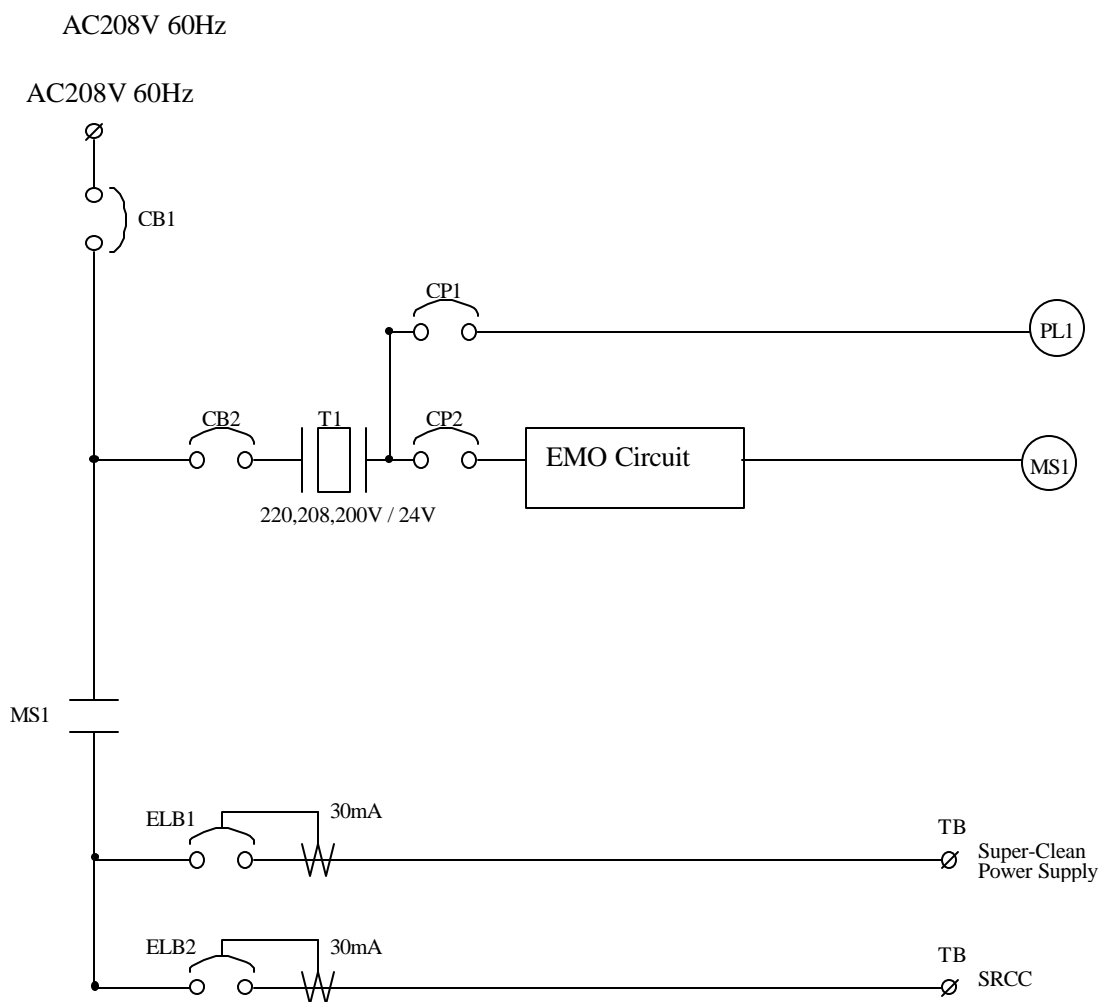 AC208V 60Hz
AC208V 60Hz
CB1
CP1
PL1
CB2
T1
CP2
EMO Circuit
MS1
220,208,200V / 24V
MS1
ELB1
30mA
TB
Super-Clean
Power Supply
ELB2
30mA
TB
SRCC